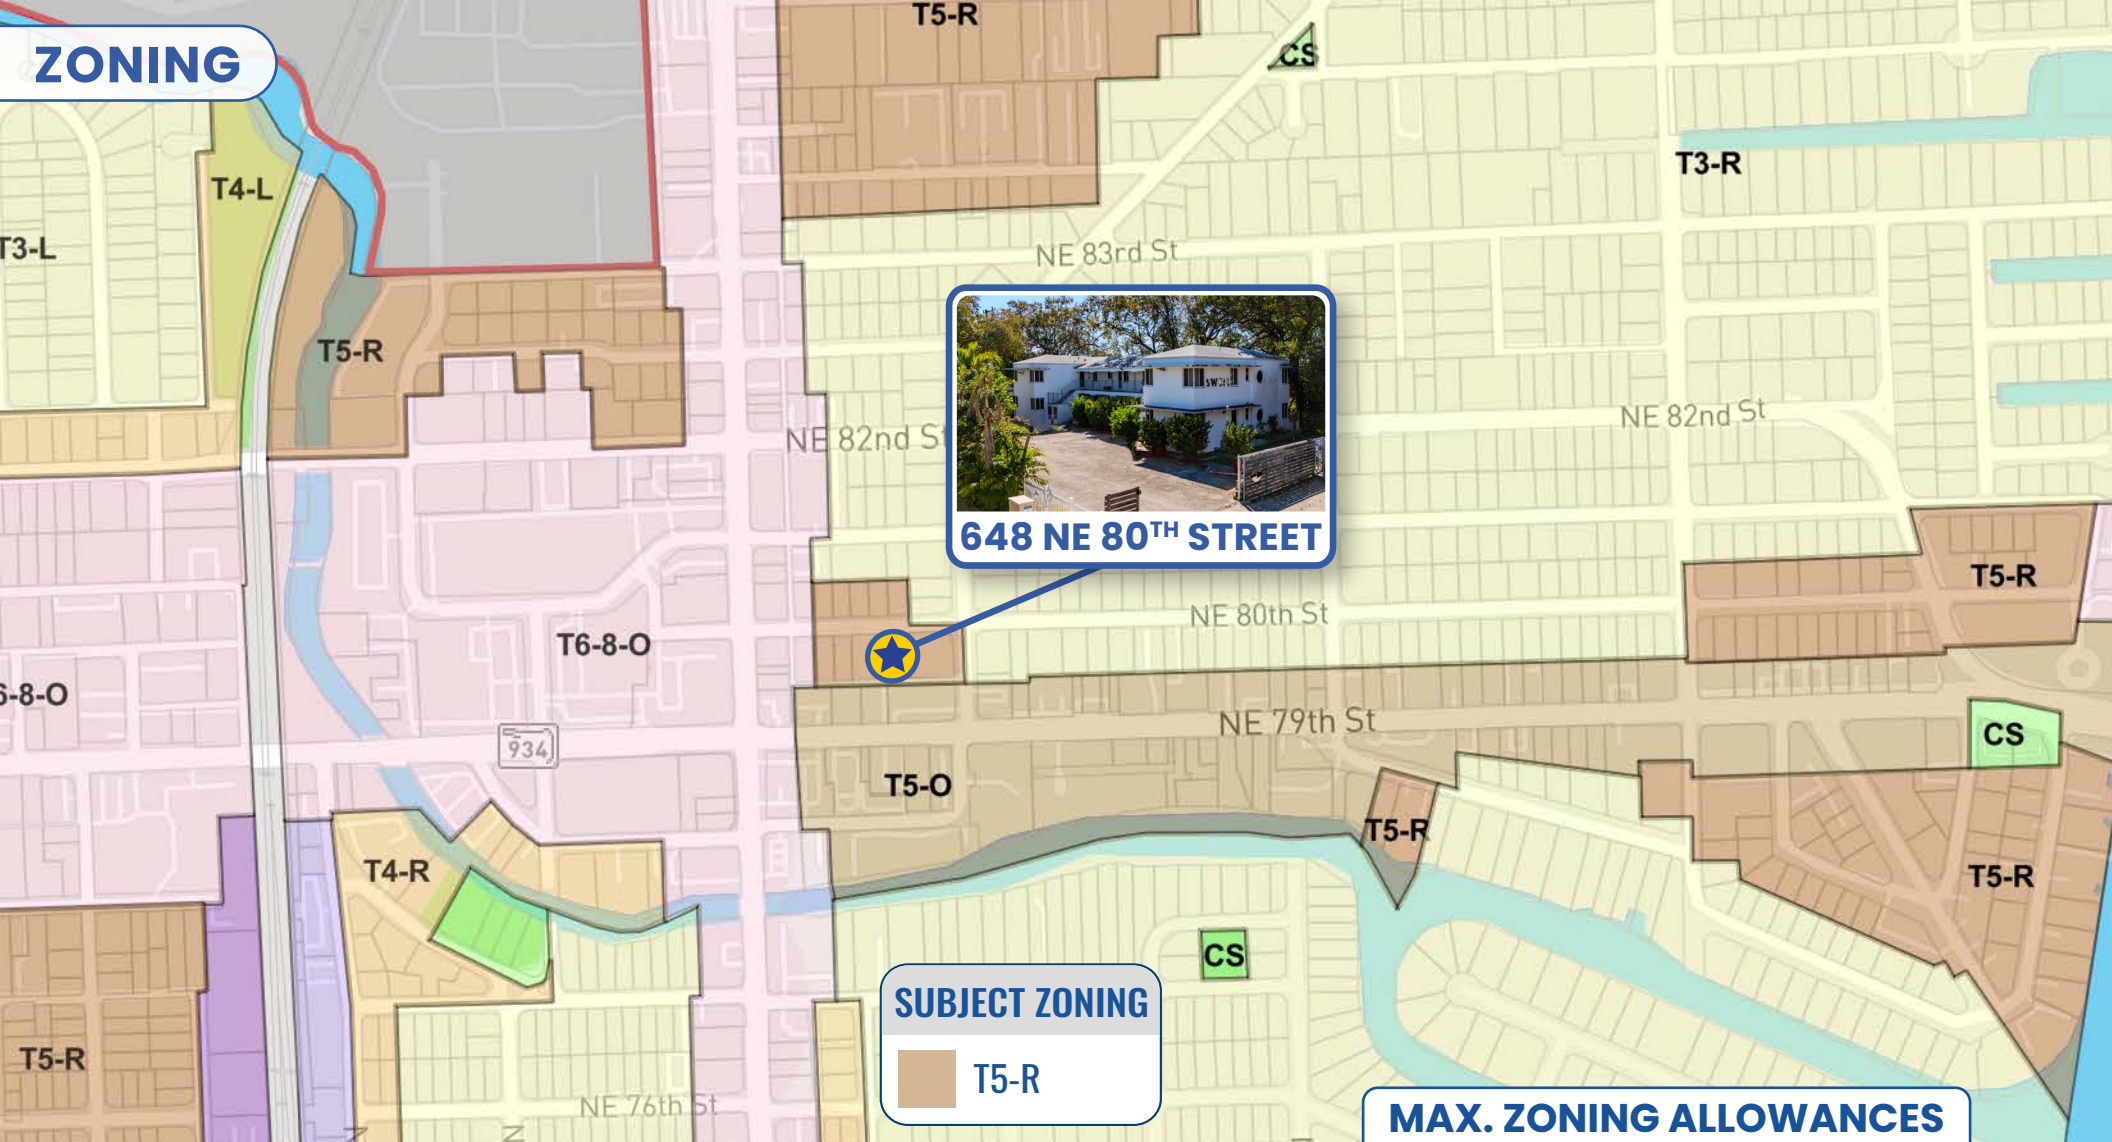 ZONING
T5-R
CS
T3-R
T4-L
T3-L
NE 83rd St
T5-R
NE 82nd St
NE 82nd St
648 NE 80TH STREET
T5-R
NE 80th St
T6-8-O
6-8-O
NE 79th St
934
CS
T5-O
T5-R
T4-R
T5-R
CS
SUBJECT ZONING
T5-R
T5-R
NE 76th St
MAX. ZONING ALLOWANCES